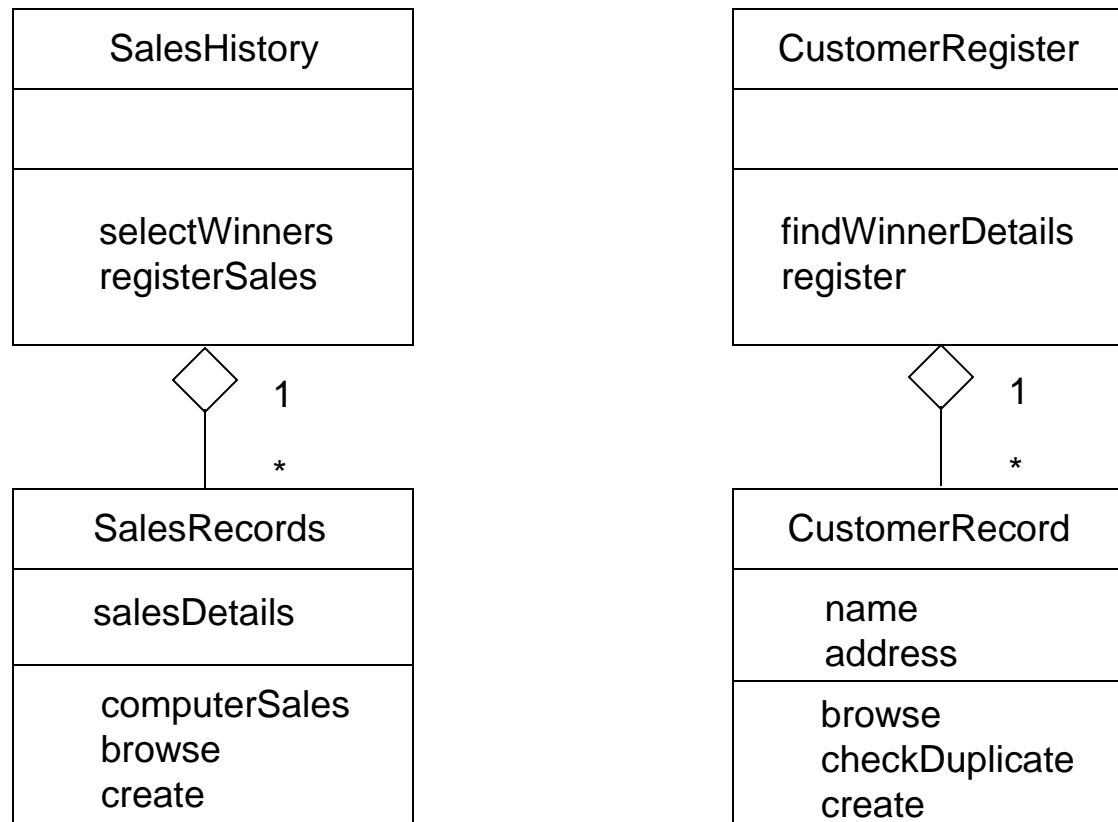 SalesHistory
selectWinners
registerSales
1
*
SalesRecords
salesDetails
computerSales
browse
create
CustomerRegister
findWinnerDetails
register
1
*
CustomerRecord
name
address
browse
checkDuplicate
create